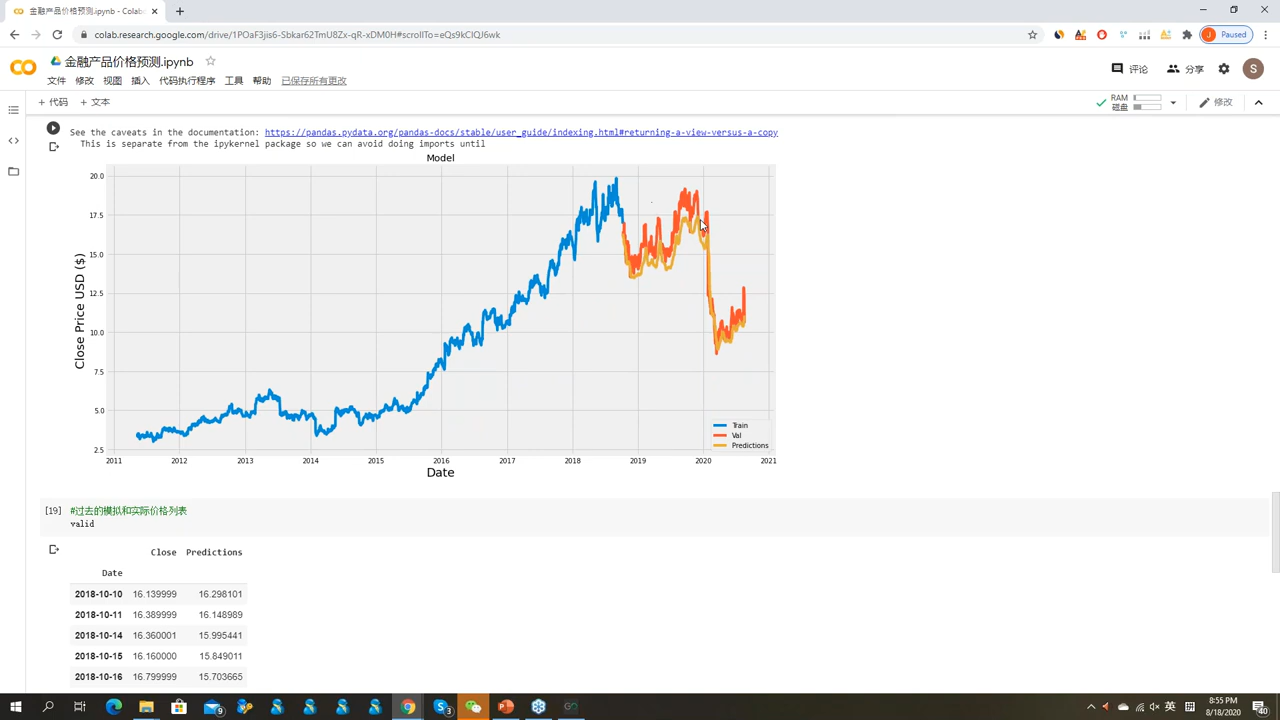 金融产品价格预测.ipynb - Colab
colab.research.google.com/drive/1POaF3jis6-Sbkar62TmU8Zx-qR-xDM0H#scrollTo=eQs9kClQJ6wk
J Paused
金融产品价格预测.ipynb
评论 分享 S
文件 修改 视图 插入 代码执行程序 工具 帮助 已保存所有更改
+ 代码 + 文本
RAM
磁盘
修改
See the caveats in the documentation: https://pandas.pydata.org/pandas-docs/stable/user_guide/indexing.html#returning-a-view-versus-a-copy
This is separate from the ipykernel package so we can avoid doing imports until
Model
20.0
17.5
15.0
12.5
10.0
7.5
5.0
2.5
Close Price USD ($)
Train
Val
Predictions
2011 2012 2013 2014 2015 2016 2017 2018 2019 2020 2021
Date
[19] #过去的模拟和实际价格列表
valid
Close Predictions
Date
2018-10-10 16.139999 16.298101
2018-10-11 16.389999 16.148989
2018-10-14 16.360001 15.995441
2018-10-15 16.160000 15.849011
2018-10-16 16.799999 15.703665
9
3
英
8:55 PM
8/18/2020
40